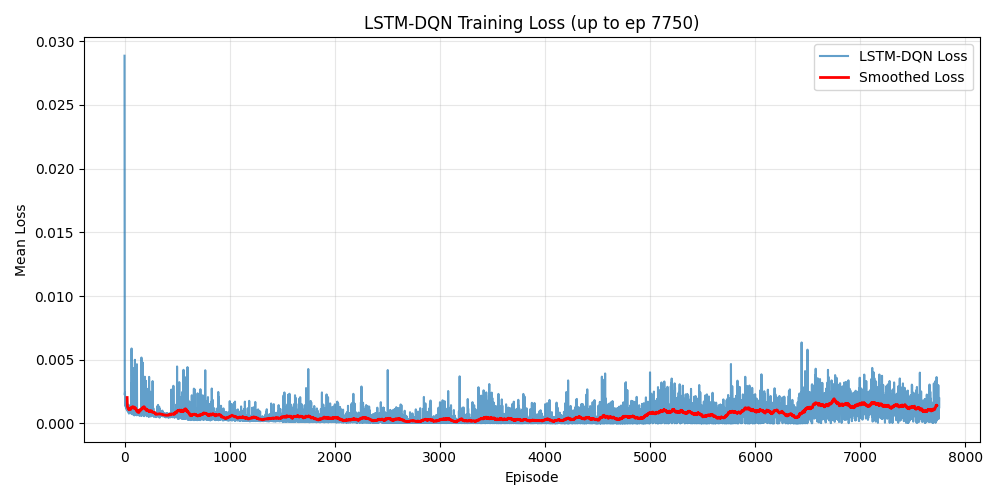 LSTM-DQN Training Loss (up to ep 7750)
LSTM-DQN Loss
Smoothed Loss
Mean Loss
0.030
0.025
0.020
0.015
0.010
0.005
0.000
0 1000 2000 3000 4000 5000 6000 7000 8000
Episode